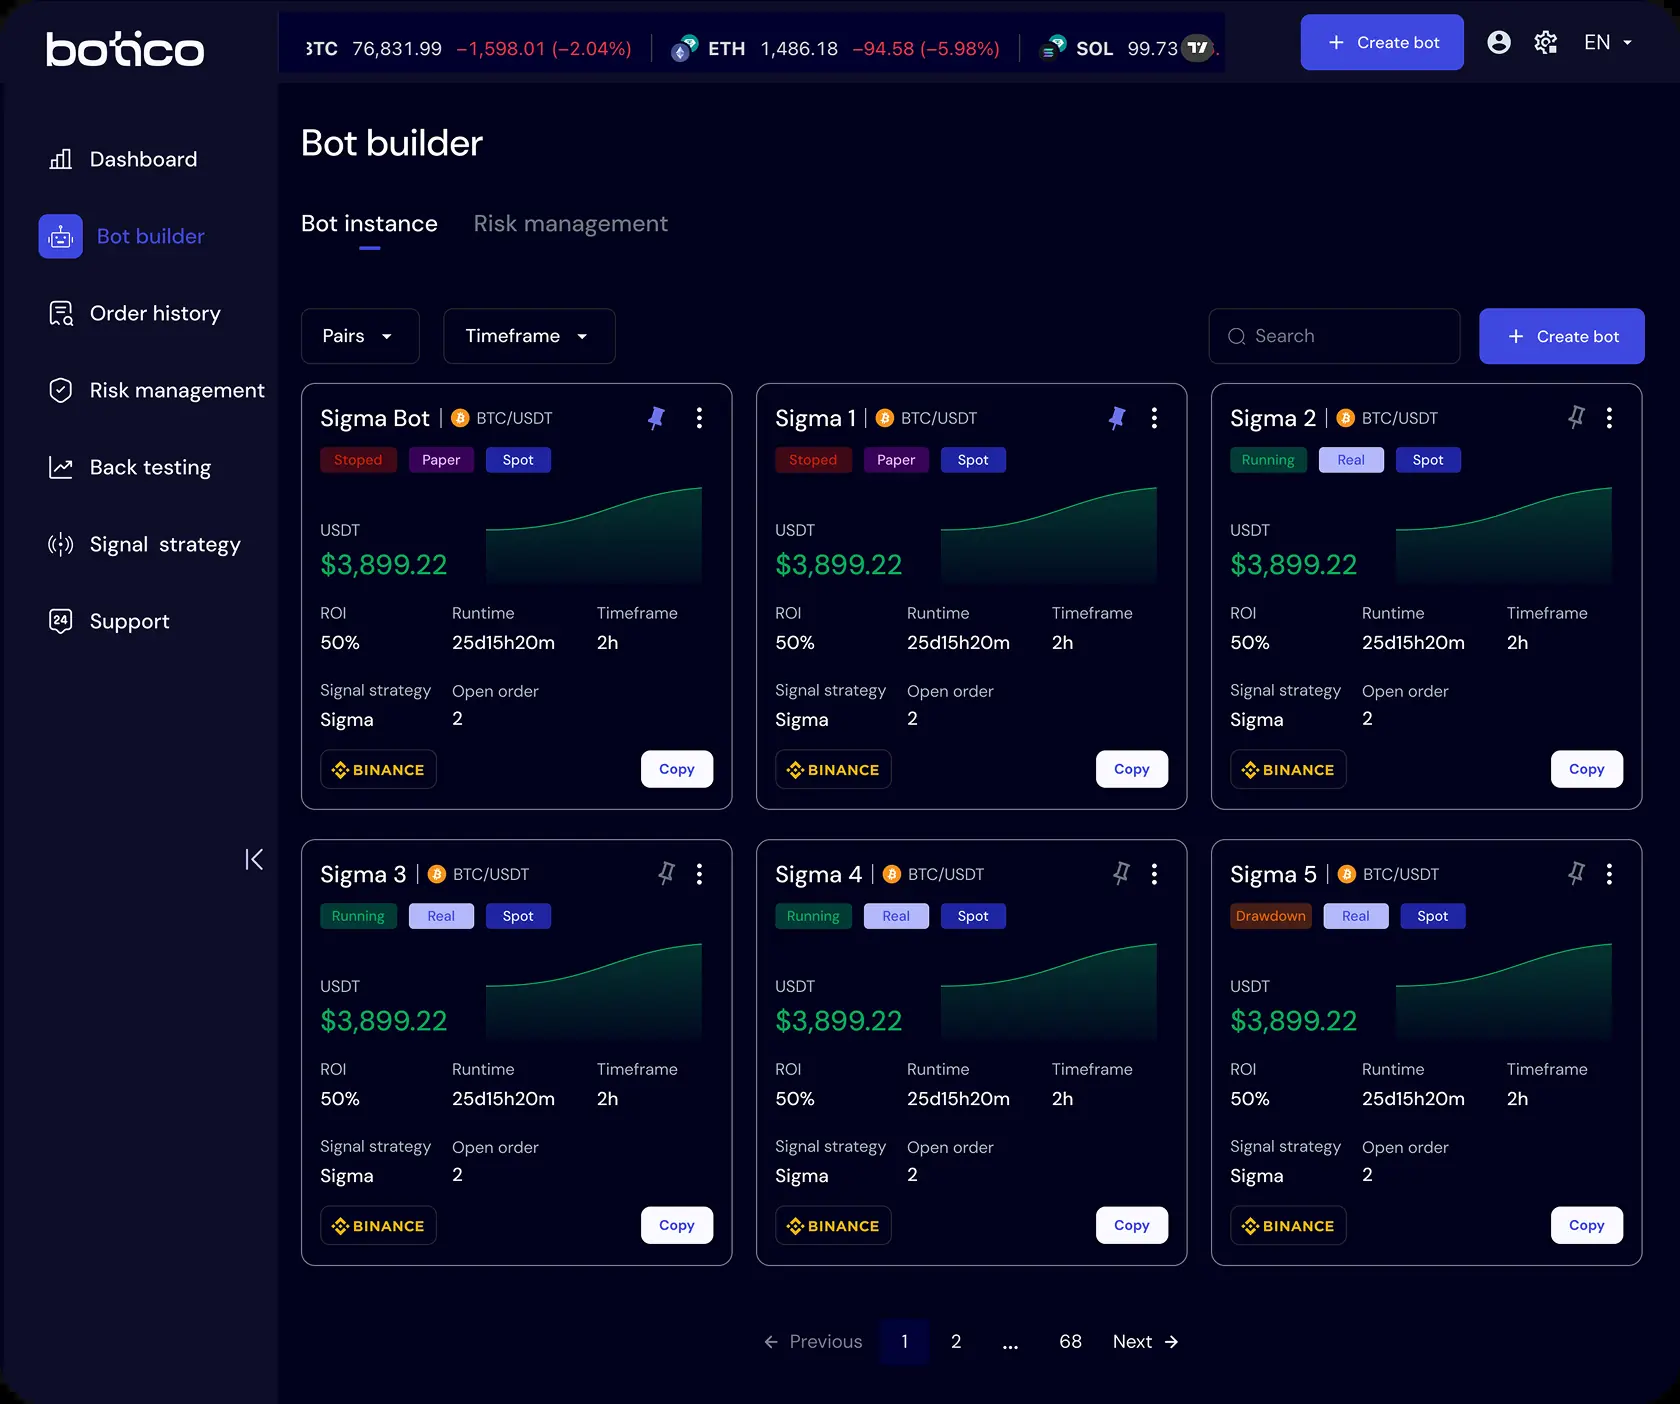 botico
BTC 76,831.99 −1,598.01 (−2.04%) ETH 1,486.18 −94.58 (−5.98%) SOL 99.73
+ Create bot
EN
Dashboard
Bot builder
Order history
Risk management
Back testing
Signal strategy
24
Support
Bot builder
Bot instance Risk management
Pairs Timeframe Search + Create bot
Sigma Bot | BTC/USDT
Stoped Paper Spot
USDT
$3,899.22
ROI Runtime Timeframe
50% 25d15h20m 2h
Signal strategy Open order
Sigma 2
BINANCE Copy
Sigma 1 | BTC/USDT
Stoped Paper Spot
USDT
$3,899.22
ROI Runtime Timeframe
50% 25d15h20m 2h
Signal strategy Open order
Sigma 2
BINANCE Copy
Sigma 2 | BTC/USDT
Running Real Spot
USDT
$3,899.22
ROI Runtime Timeframe
50% 25d15h20m 2h
Signal strategy Open order
Sigma 2
BINANCE Copy
Sigma 3 | BTC/USDT
Running Real Spot
USDT
$3,899.22
ROI Runtime Timeframe
50% 25d15h20m 2h
Signal strategy Open order
Sigma 2
BINANCE Copy
Sigma 4 | BTC/USDT
Running Real Spot
USDT
$3,899.22
ROI Runtime Timeframe
50% 25d15h20m 2h
Signal strategy Open order
Sigma 2
BINANCE Copy
Sigma 5 | BTC/USDT
Drawdown Real Spot
USDT
$3,899.22
ROI Runtime Timeframe
50% 25d15h20m 2h
Signal strategy Open order
Sigma 2
BINANCE Copy
← Previous 1 2 ... 68 Next →